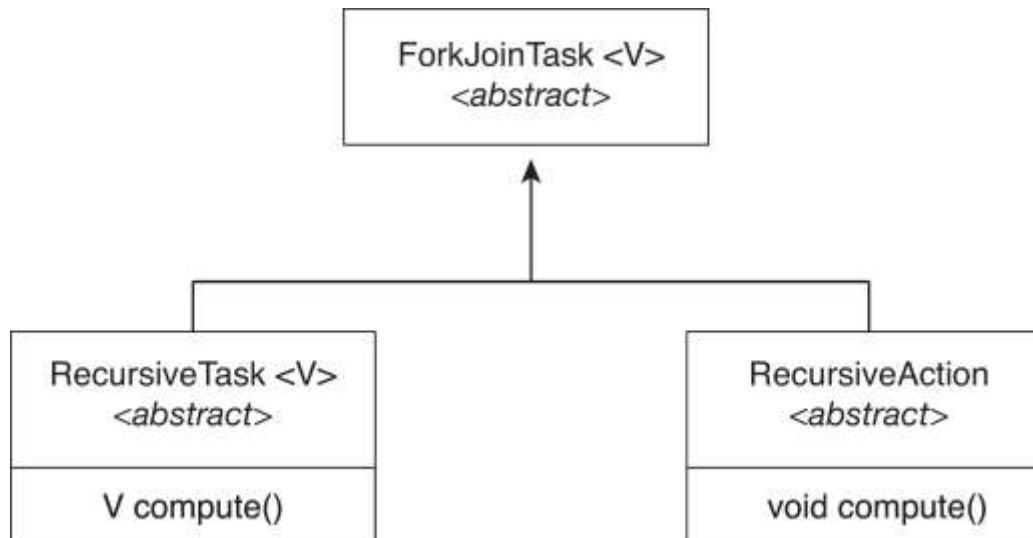 ForkJoinTask <V>
<abstract>
RecursiveTask <V>
<abstract>
V compute()
RecursiveAction
<abstract>
void compute()